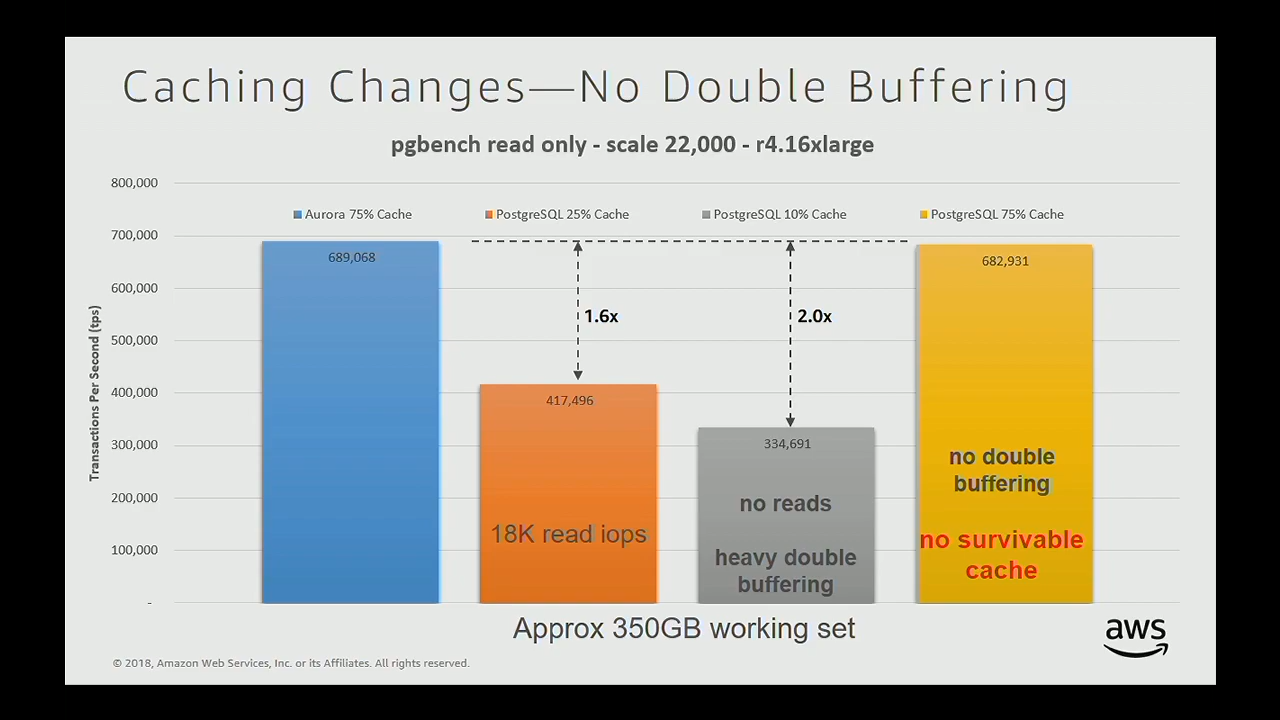 Caching Changes—No Double Buffering
pgbench read only - scale 22,000 - r4.16xlarge
Transactions Per Second (tps)
800,000
700,000
600,000
500,000
400,000
300,000
200,000
100,000
-
Aurora 75% Cache
PostgreSQL 25% Cache
PostgreSQL 10% Cache
PostgreSQL 75% Cache
689,068
417,496
334,691
682,931
1.6x
2.0x
18K read iops
no reads
heavy double
buffering
no double
buffering
no survivable
cache
Approx 350GB working set
aws
© 2018, Amazon Web Services, Inc. or its Affiliates. All rights reserved.